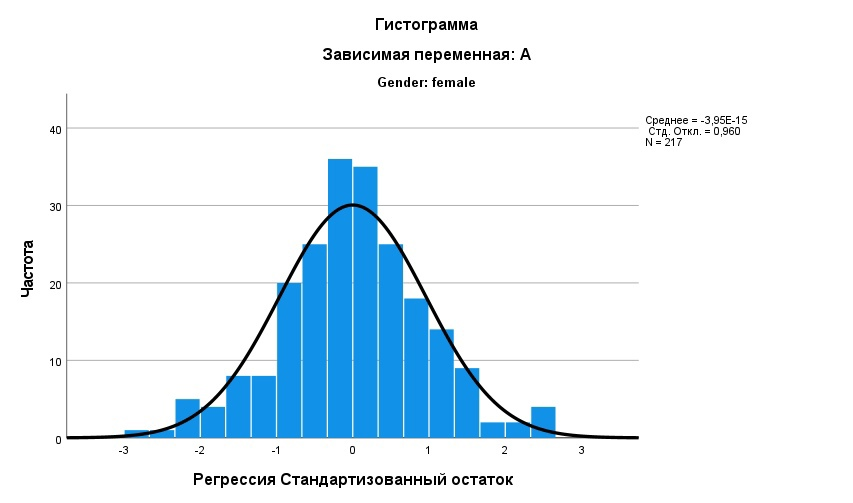 Гистограмма
Зависимая переменная: A
Gender: female
Среднее = -3,95E-15
Стд. Откл. = 0,960
N = 217
Частота
40
30
20
10
0
-3 -2 -1 0 1 2 3
Регрессия Стандартизованный остаток